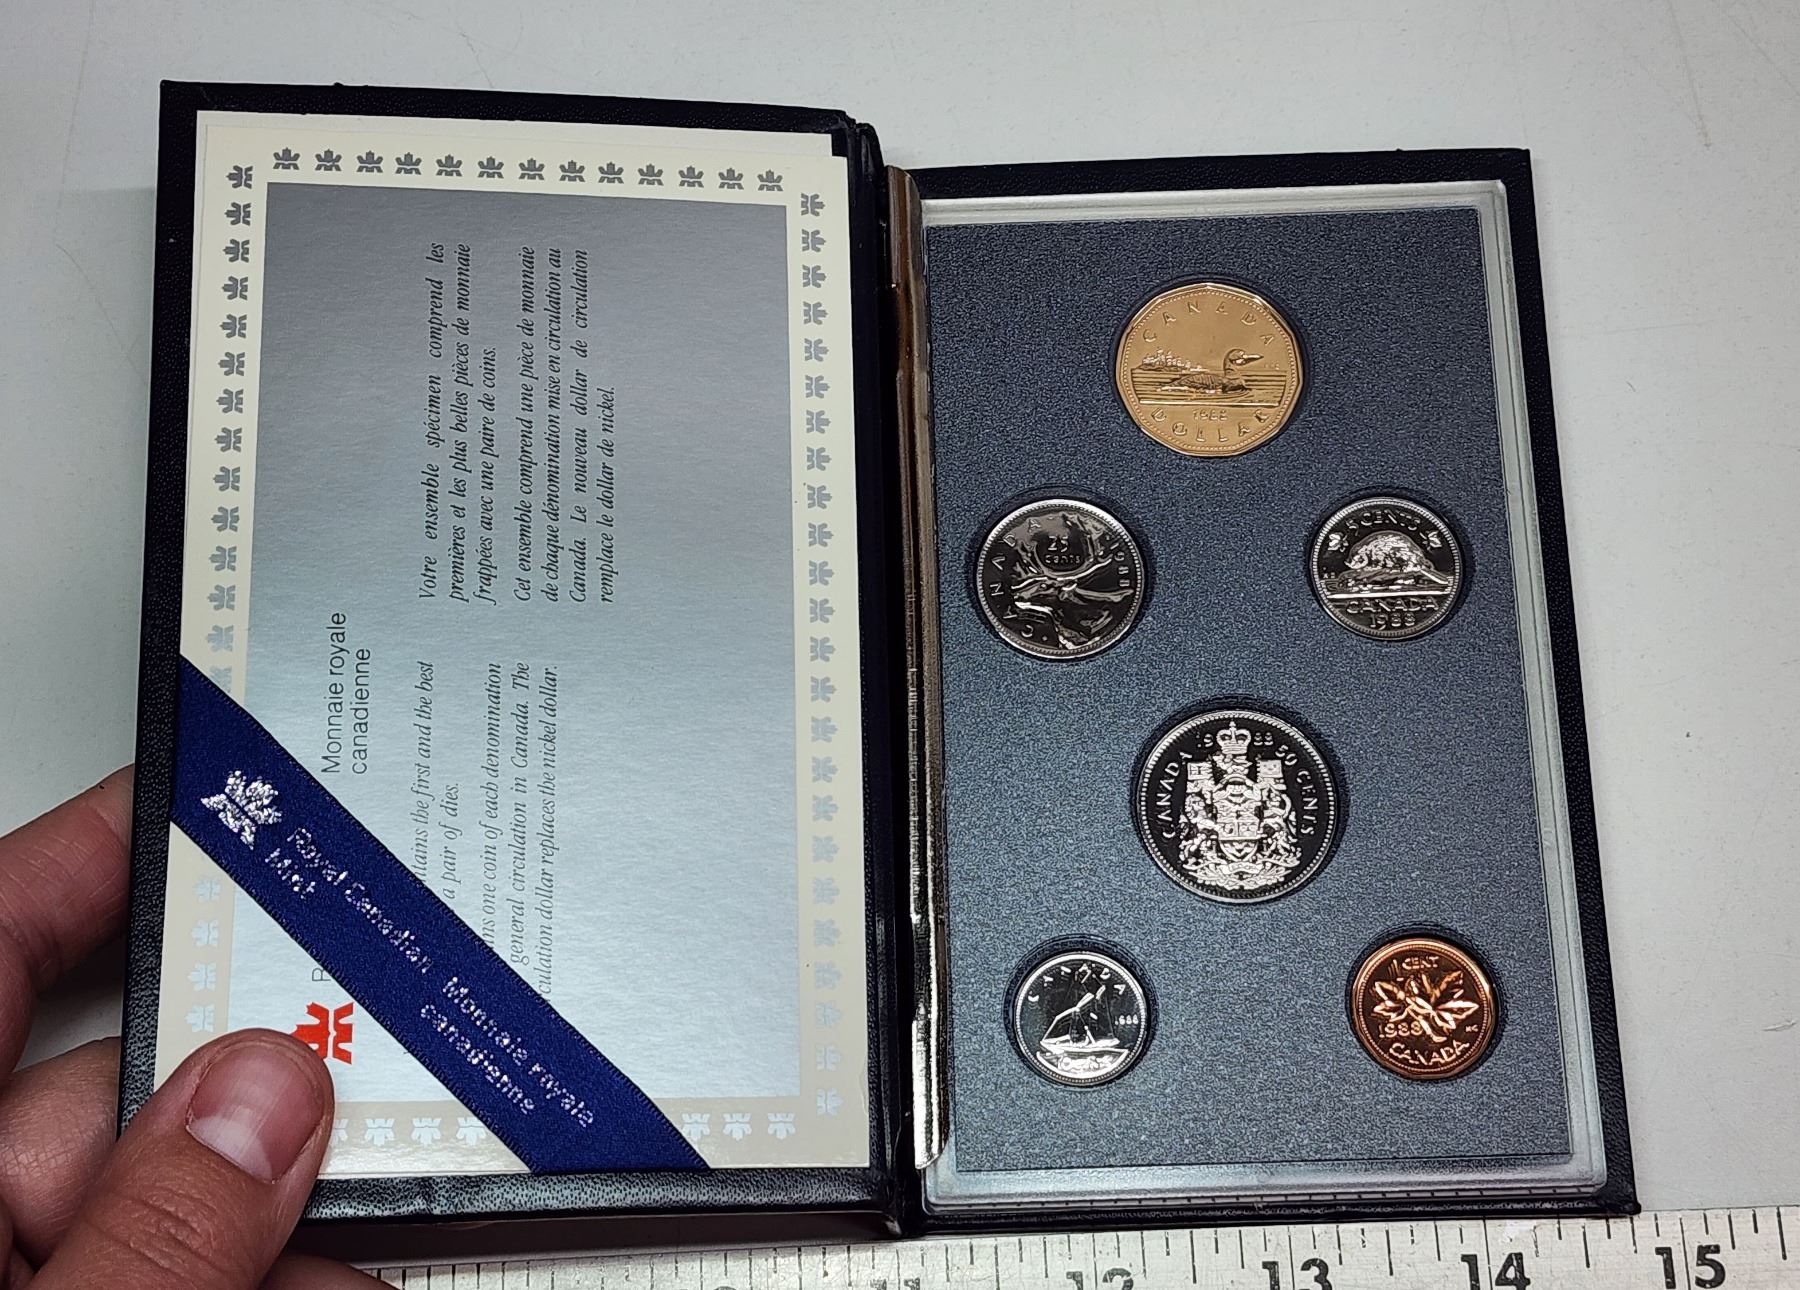 Monnaie royale
canadienne
Votre ensemble spécimen comprend les
premières et les plus belles pièces de monnaie
frappées avec une paire de coins.
Cet ensemble comprend une pièce de monnaie
de chaque dénomination mise en circulation au
Canada. Le nouveau dollar de circulation
remplace le dollar de nickel.
the first and the best
a pair of dies.
one coin of each denomination
general circulation in Canada. The
dollar replaces the nickel dollar.
Royal Canadian
Mint
Monnaie royale
canadienne
CANADA
1988
DOLLAR
CANADA
25
cents
1988
5 CENTS
CANADA
1988
CANADA
1988
50 CENTS
CANADA
1988
1 CENT
1988
CANADA
12
13
14
15